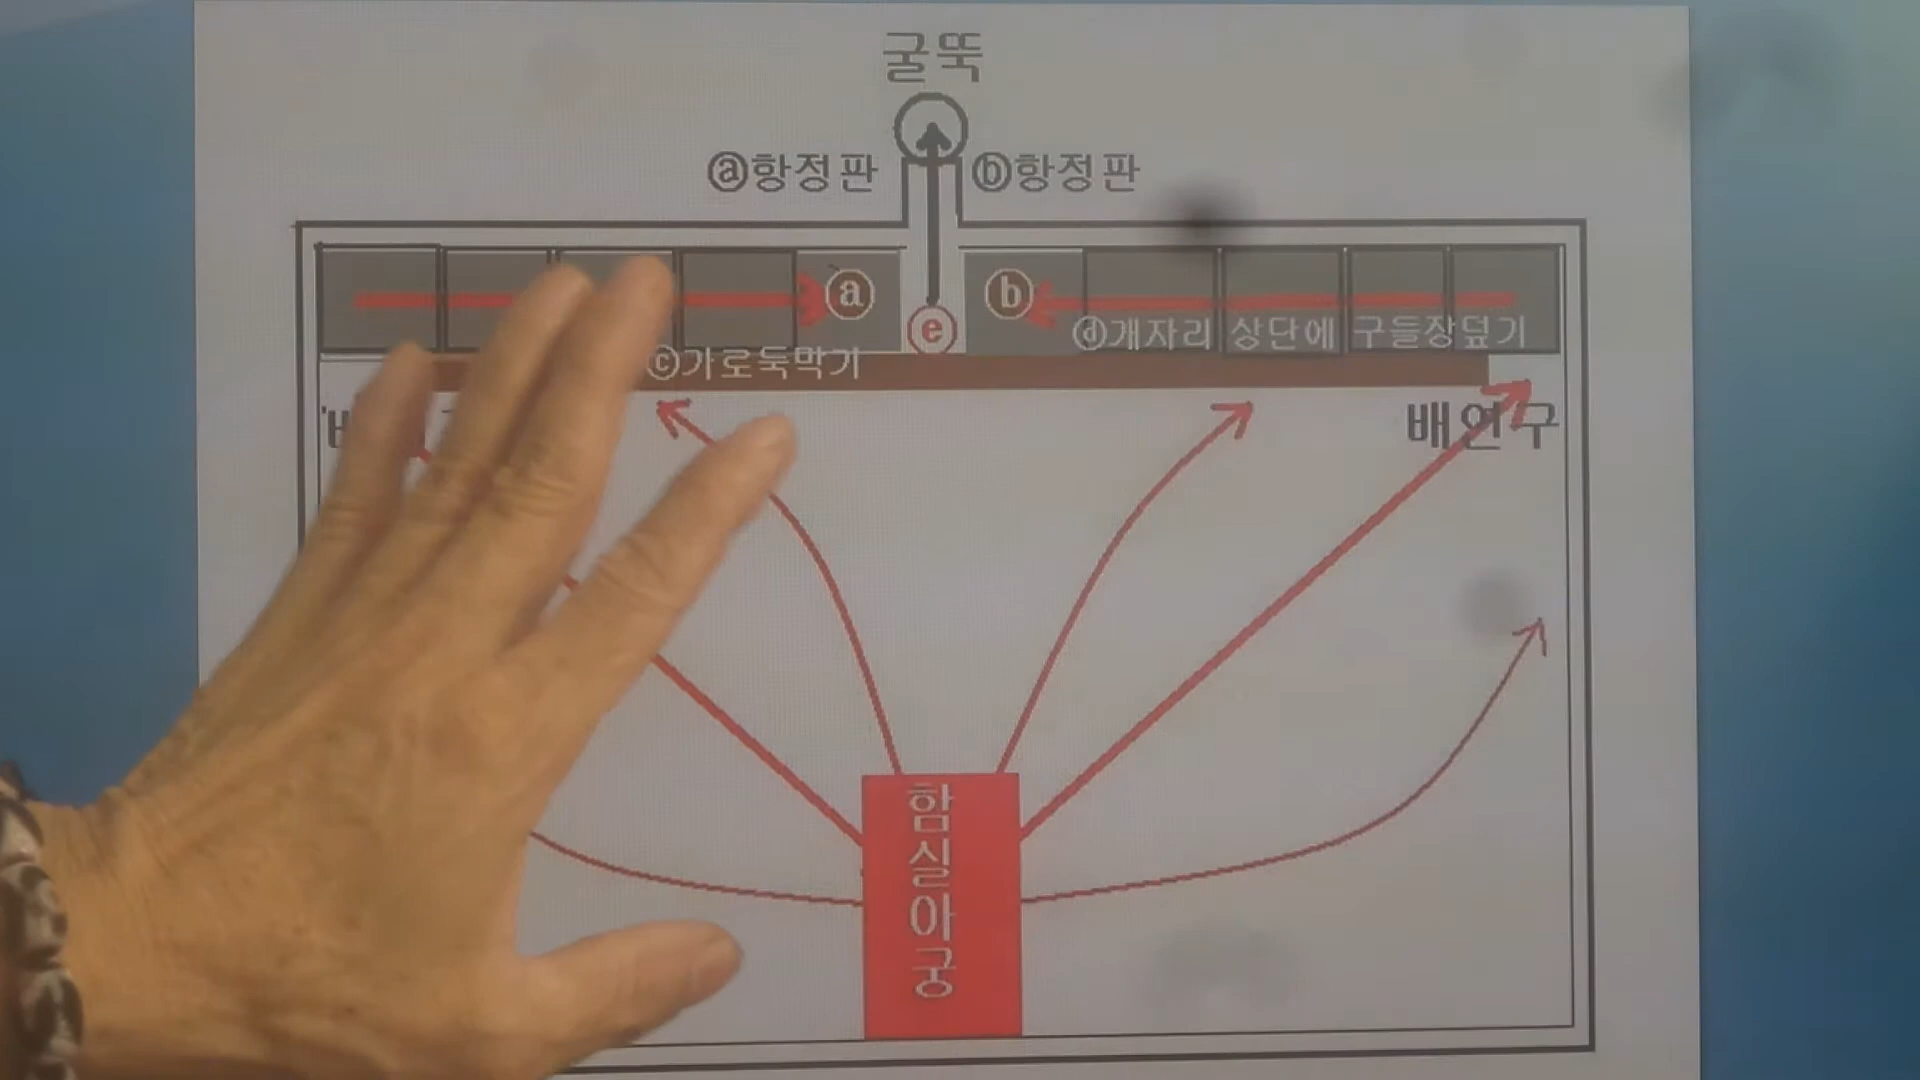 굴뚝
ⓐ항정판 ⓑ항정판
ⓐ ⓑ
ⓔ
ⓓ개자리 상단에 구들장덮기
ⓒ가로둑막기
배연구
함실아궁